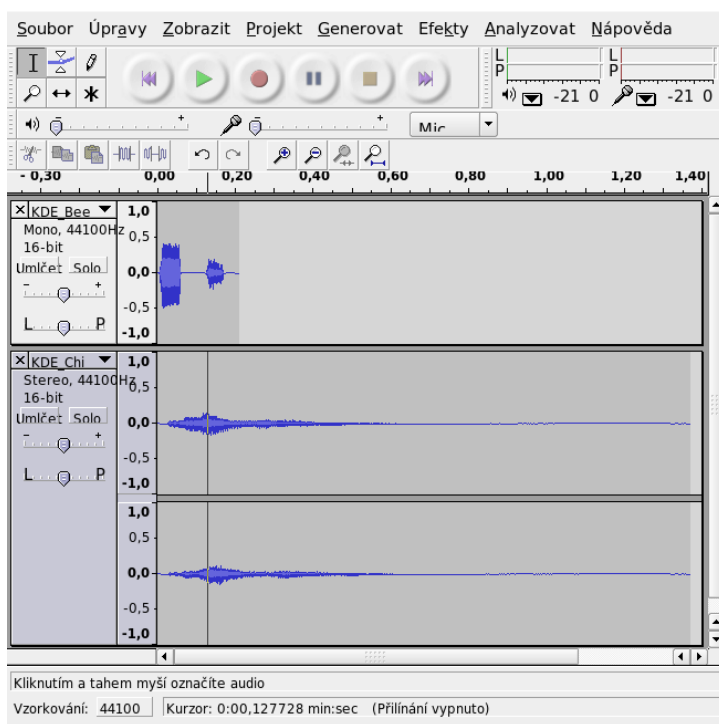 Soubor Úpravy Zobrazit Projekt Generovat Efekty Analyzovat Nápověda
L
P
L
P
-21 0
-21 0
- +
- +
Mic
- 0,30 0,00 0,20 0,40 0,60 0,80 1,00 1,20 1,40
KDE_Bee
Mono, 44100Hz
16-bit
Umlčet Solo
- +
L P
1,0
0,5
0,0
-0,5
-1,0
KDE_Chi
Stereo, 44100Hz
16-bit
Umlčet Solo
- +
L P
1,0
0,5
0,0
-0,5
-1,0
1,0
0,5
0,0
-0,5
-1,0
Kliknutím a tahem myší označíte audio
Vzorkování: 44100 Kurzor: 0:00,127728 min:sec (Přilínání vypnuto)